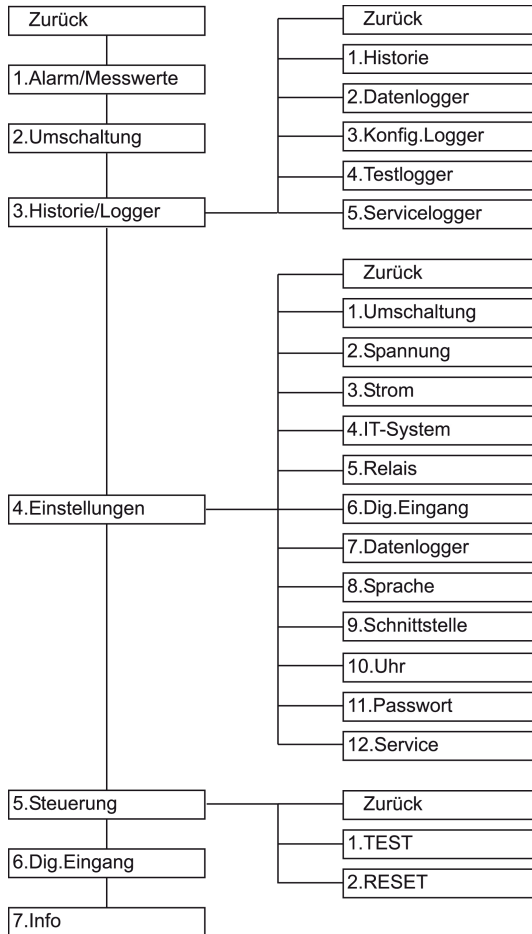 Zurück
1.Alarm/Messwerte
2.Umschaltung
3.Historie/Logger
Zurück
1.Historie
2.Datenlogger
3.Konfig.Logger
4.Testlogger
5.Servicelogger
4.Einstellungen
Zurück
1.Umschaltung
2.Spannung
3.Strom
4.IT-System
5.Relais
6.Dig.Eingang
7.Datenlogger
8.Sprache
9.Schnittstelle
10.Uhr
11.Passwort
12.Service
5.Steuerung
Zurück
1.TEST
2.RESET
6.Dig.Eingang
7.Info